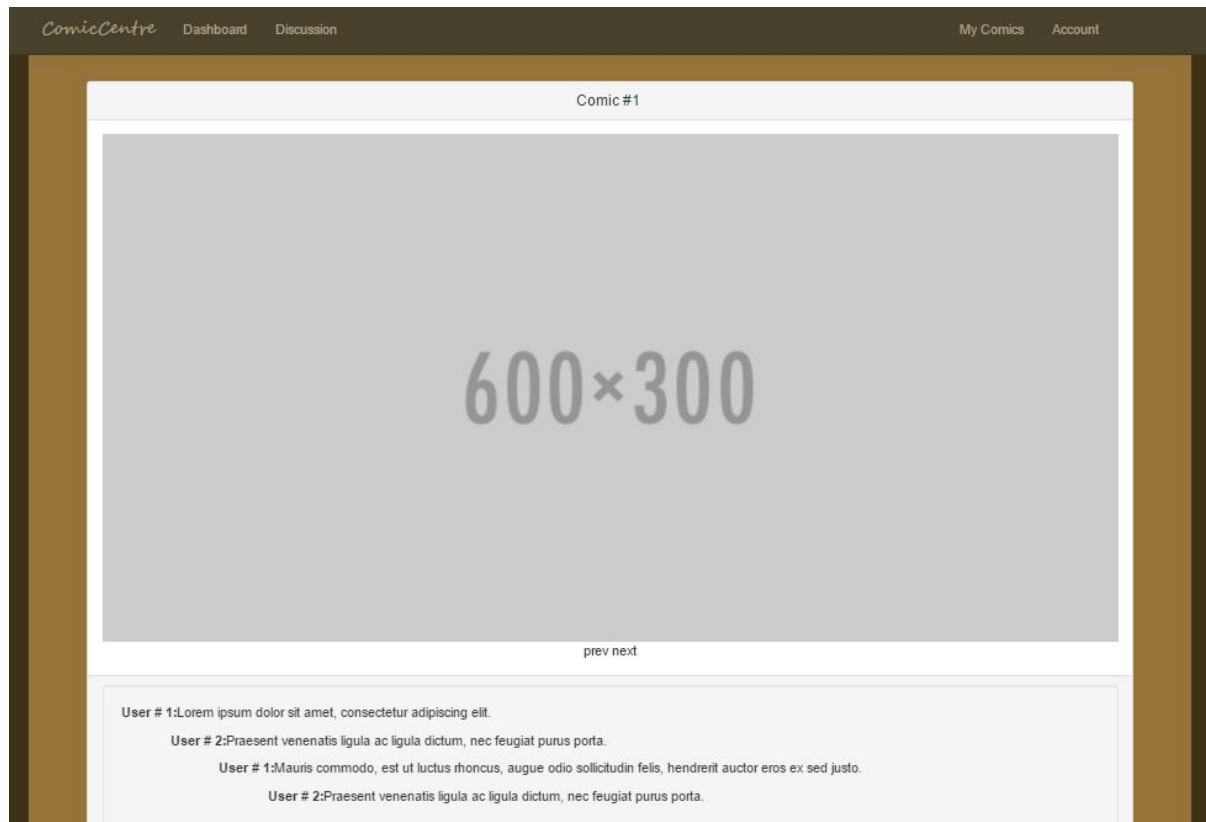 ComicCentre Dashboard Discussion My Comics Account
Comic #1
600×300
prev next
User # 1:Lorem ipsum dolor sit amet, consectetur adipiscing elit.
User # 2:Praesent venenatis ligula ac ligula dictum, nec feugiat purus porta.
User # 1:Mauris commodo, est ut luctus rhoncus, augue odio sollicitudin felis, hendrerit auctor eros ex sed justo.
User # 2:Praesent venenatis ligula ac ligula dictum, nec feugiat purus porta.